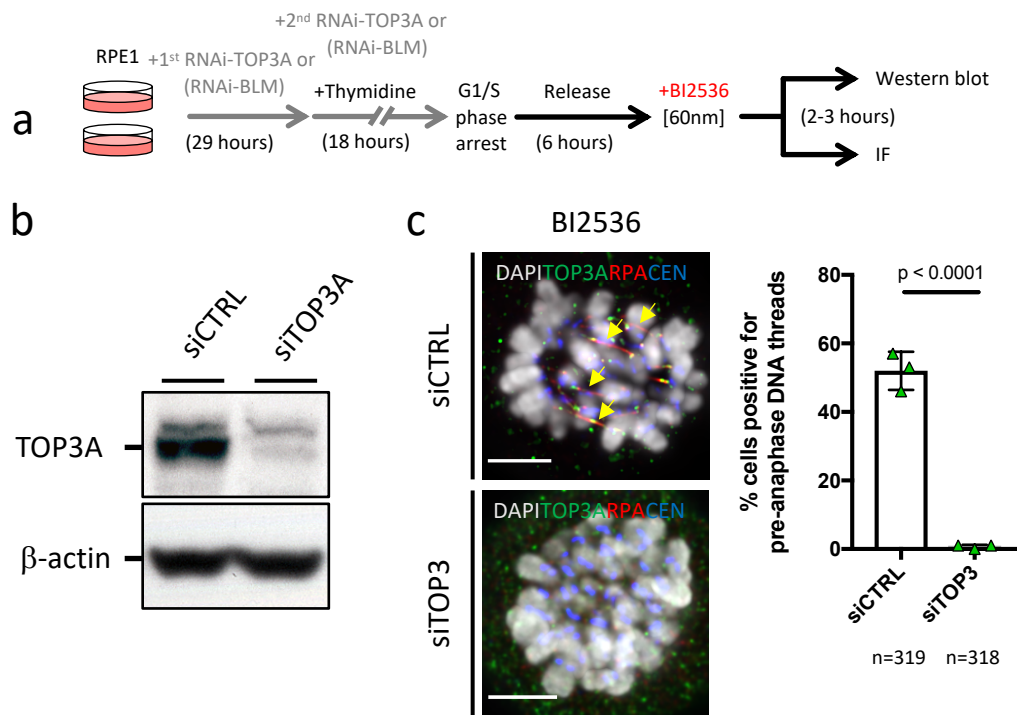 a
RPE1
+1st RNAi-TOP3A or
(RNAi-BLM)
(29 hours)
+2nd RNAi-TOP3A or
(RNAi-BLM)
+Thymidine
(18 hours)
G1/S
phase
arrest
Release
(6 hours)
+BI2536
[60nm]
(2-3 hours)
Western blot
IF
b
siCTRL
siTOP3A
TOP3A
β-actin
c
BI2536
siCTRL
DAPITOP3ARPACEN
siTOP3
DAPITOP3ARPACEN
% cells positive for
pre-anaphase DNA threads
80
60
40
20
0
p < 0.0001
siCTRL
siTOP3
n=319
n=318